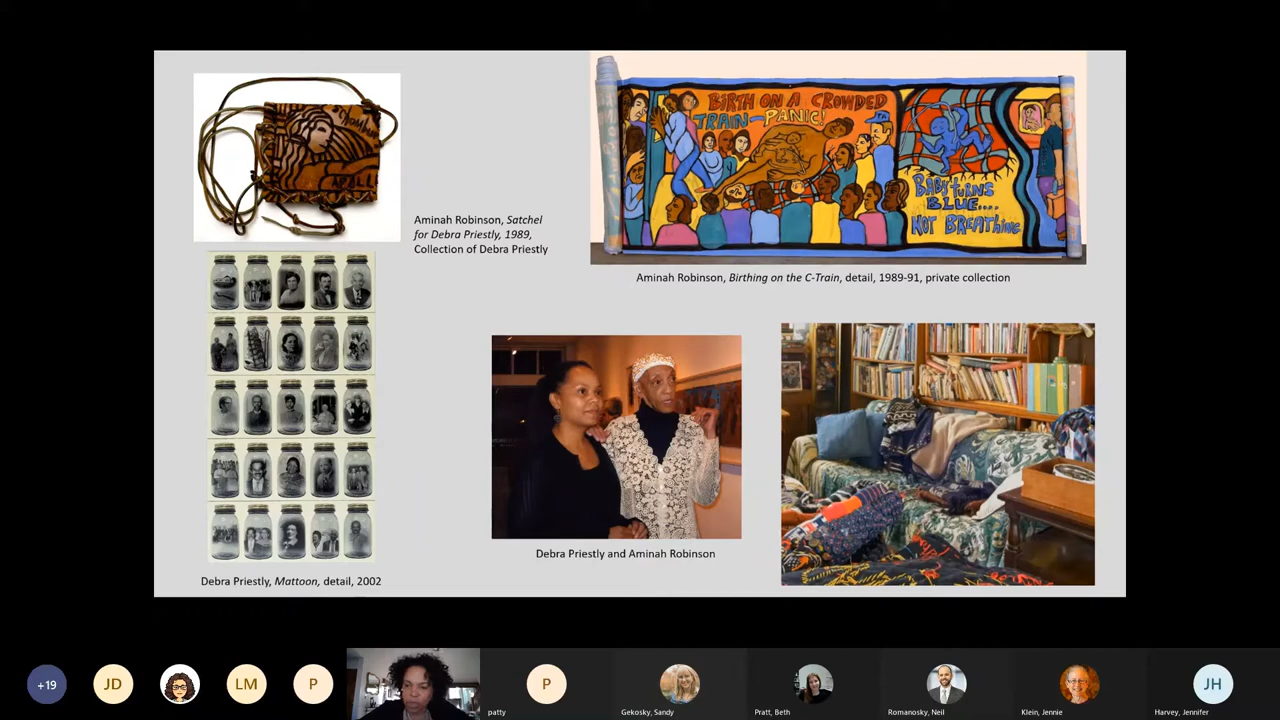 Aminah Robinson, Satchel
for Debra Priestly, 1989,
Collection of Debra Priestly
BIRTH ON A CROWDED
TRAIN-PANIC!
BABY TURNS
BLUE....
NOT BREATHING
Aminah Robinson, Birthing on the C-Train, detail, 1989-91, private collection
Debra Priestly and Aminah Robinson
Debra Priestly, Mattoon, detail, 2002
+19
JD
LM
P
P
patty
Gekosky, Sandy
Pratt, Beth
Romanosky, Neil
Klein, Jennie
JH
Harvey, Jennifer